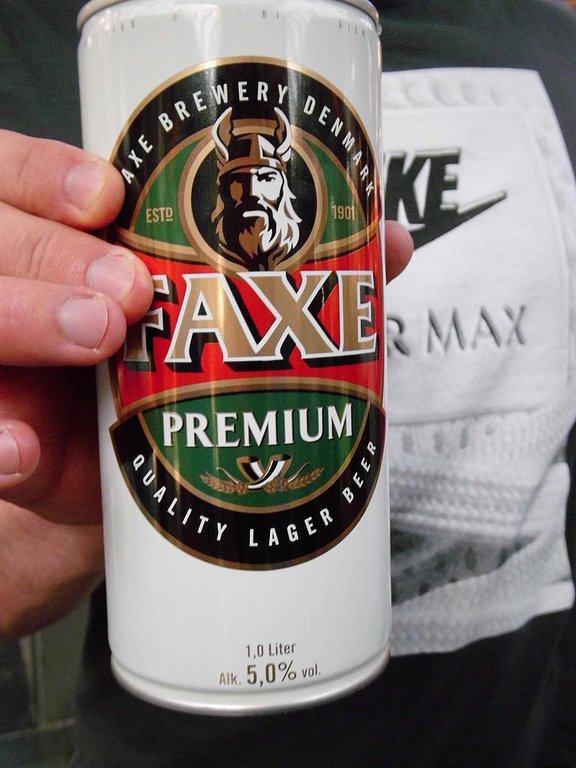 AXE BREWERY DENMARK
ESTD 1901
FAXE
PREMIUM
QUALITY LAGER BEER
1,0 Liter
Alk. 5,0% vol.
KE
R MAX